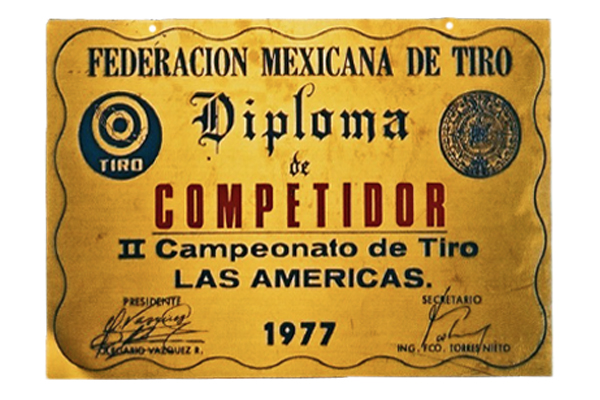 FEDERACION MEXICANA DE TIRO
Diploma
TIRO
de
COMPETIDOR
II Campeonato de Tiro
LAS AMERICAS.
PRESIDENTE
SECRETARIO
1977
VAZQUEZ R.
ING. FCO. TORRES NIETO